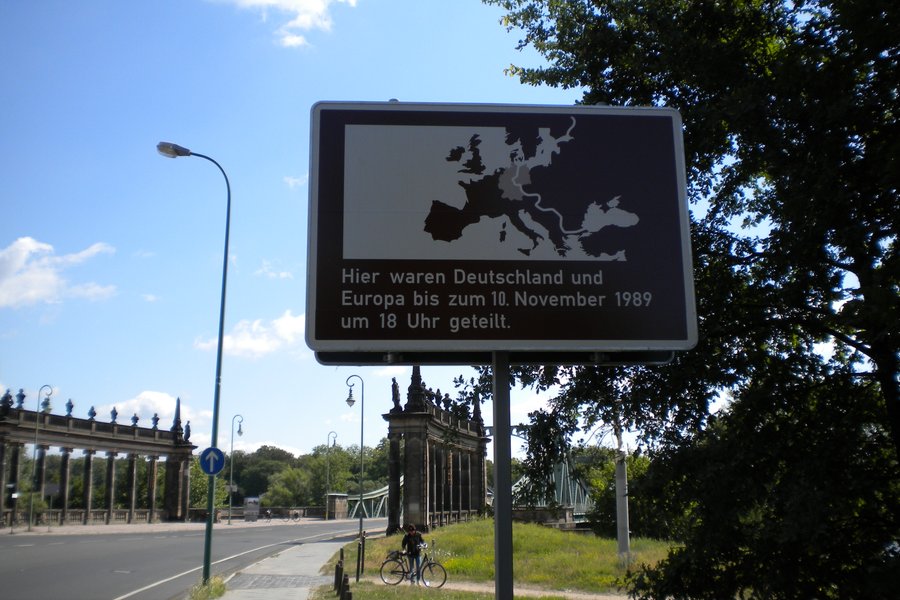 Hier waren Deutschland und
Europa bis zum 10. November 1989
um 18 Uhr geteilt.